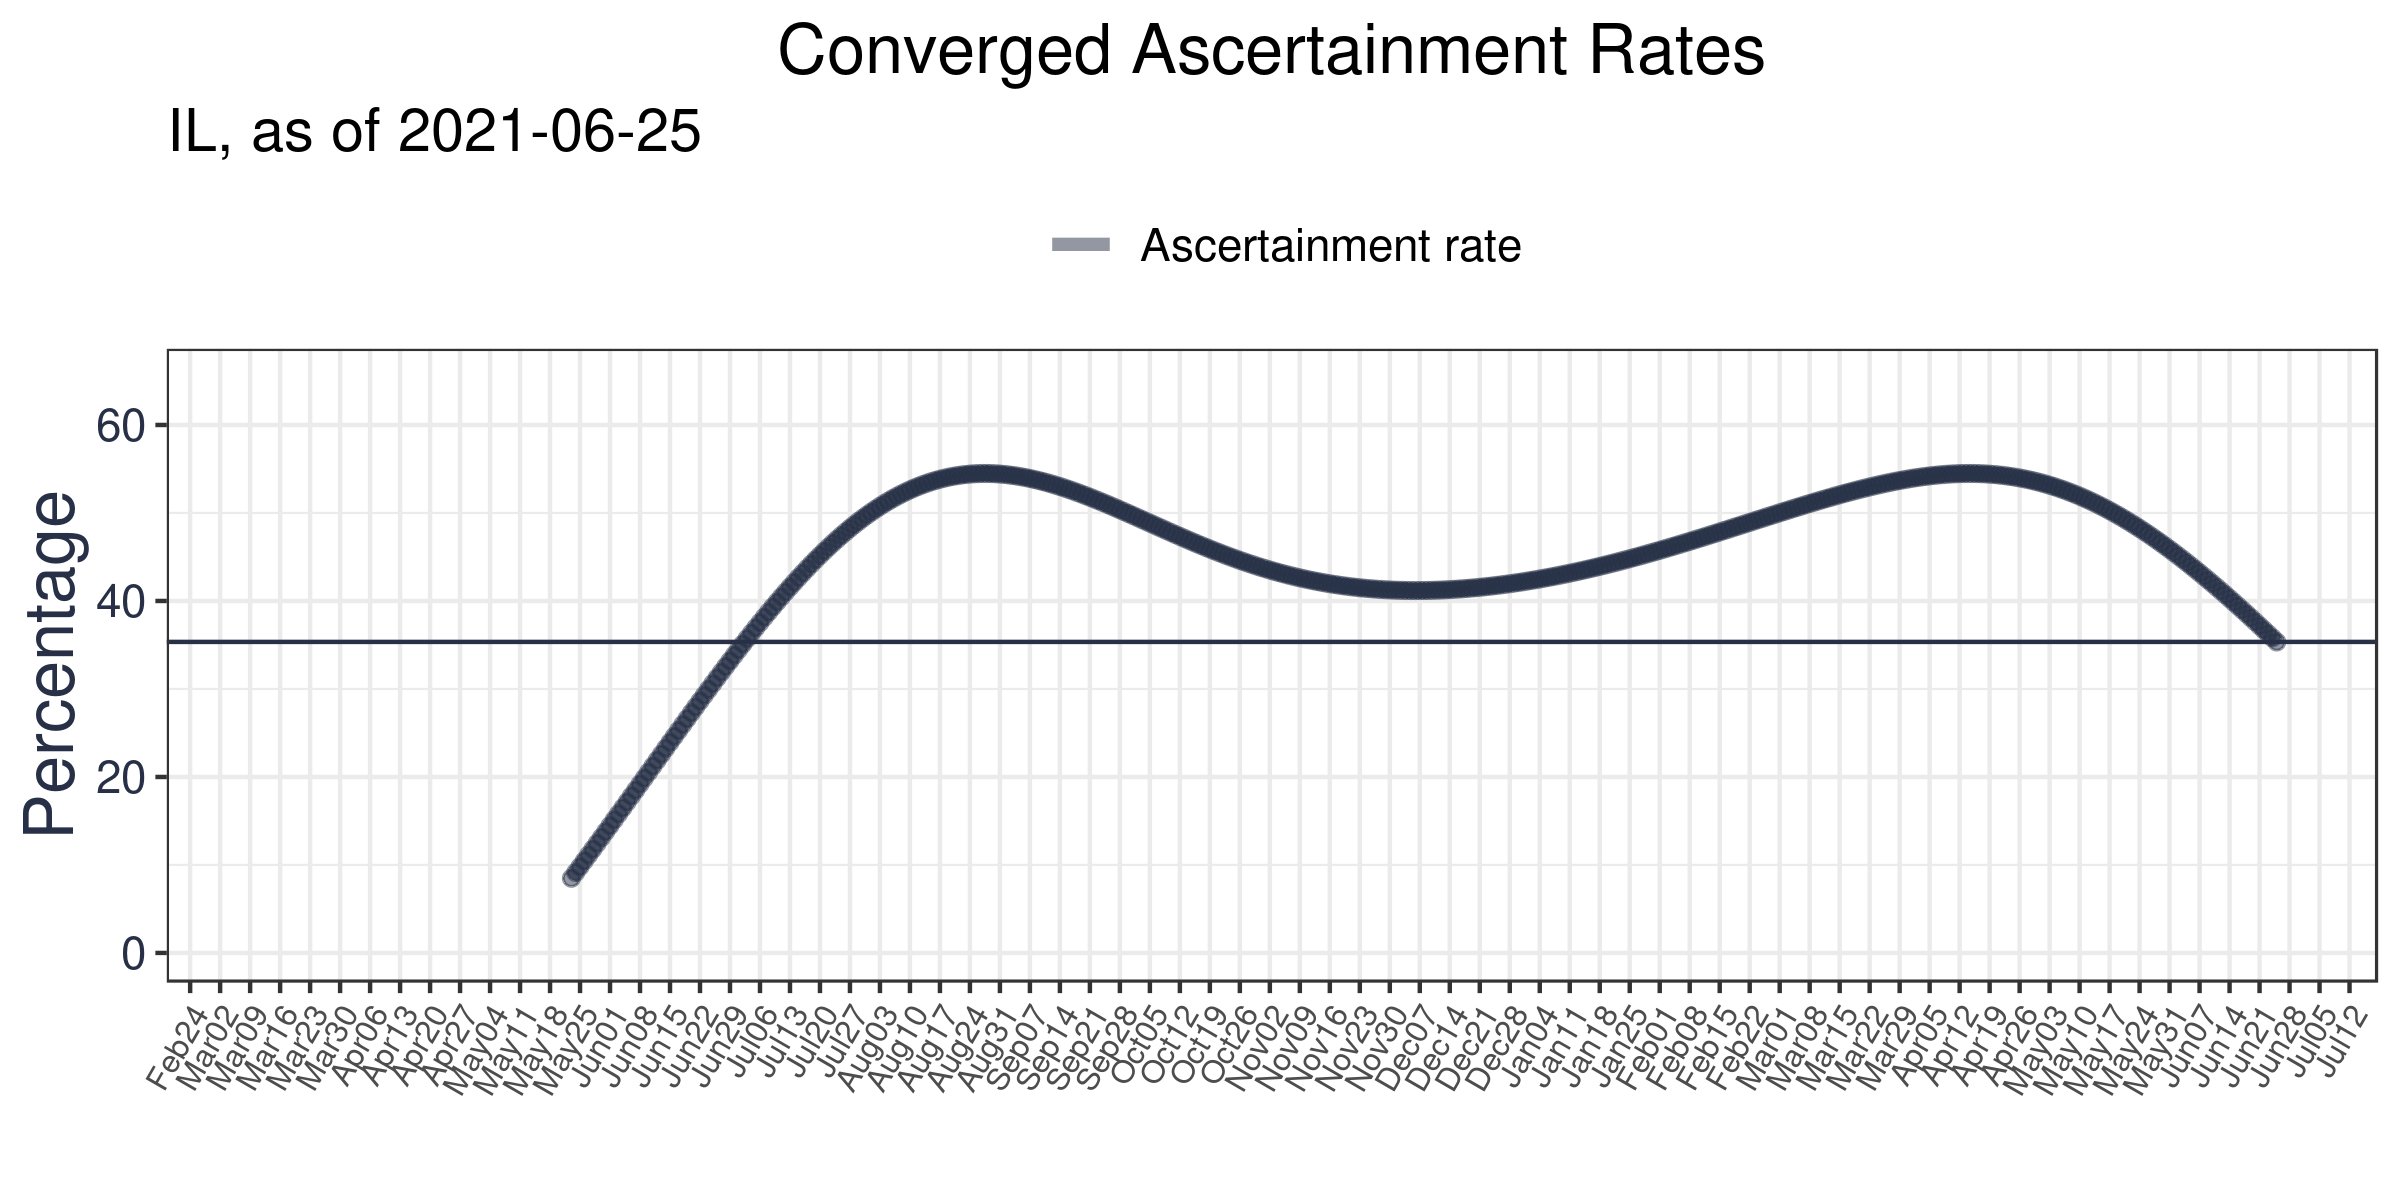 Converged Ascertainment Rates
IL, as of 2021-06-25
Ascertainment rate
Percentage
60
40
20
0
Feb24
Mar02
Mar09
Mar16
Mar23
Mar30
Apr06
Apr13
Apr20
Apr27
May04
May11
May18
May25
Jun01
Jun08
Jun15
Jun22
Jun29
Jul06
Jul13
Jul20
Jul27
Aug03
Aug10
Aug17
Aug24
Aug31
Sep07
Sep14
Sep21
Sep28
Oct05
Oct12
Oct19
Oct26
Nov02
Nov09
Nov16
Nov23
Nov30
Dec07
Dec14
Dec21
Dec28
Jan04
Jan11
Jan18
Jan25
Feb01
Feb08
Feb15
Feb22
Mar01
Mar08
Mar15
Mar22
Mar29
Apr05
Apr12
Apr19
Apr26
May03
May10
May17
May24
May31
Jun07
Jun14
Jun21
Jun28
Jul05
Jul12